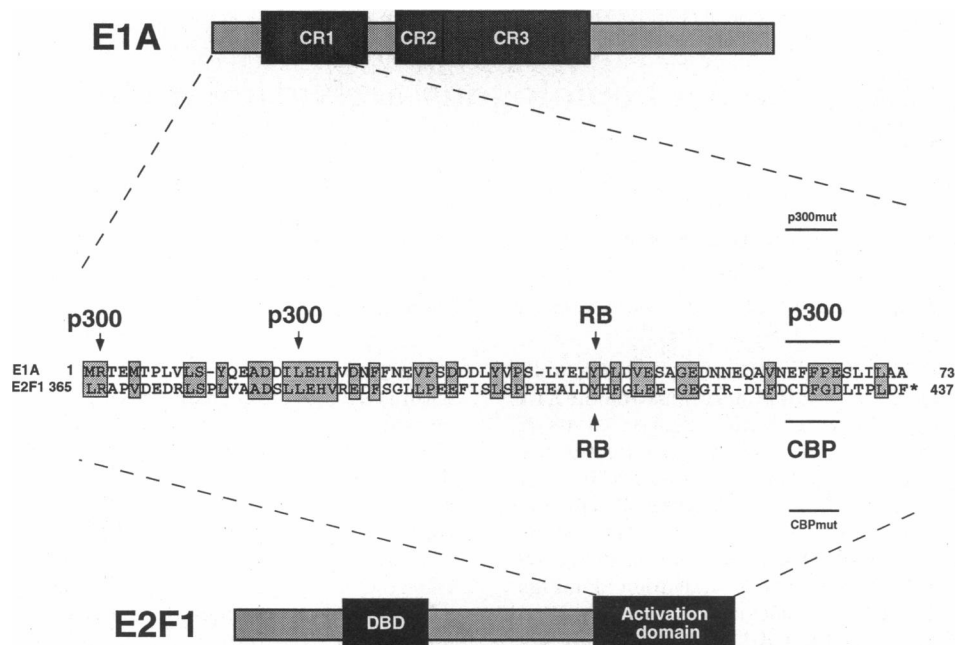 E1A
CR1
CR2
CR3
p300mut
p300
p300
RB
p300
E1A 1 MRTEMTPLVLS-YQEADDILEHLVDNFFNEVPSDDDLYVPS-LYELYDLDVESAGEDNNEQAVNEFFPESLILAA 73
E2F1 365 LRAPVDEDRLSPLVAADSLLEHVREDFSGLLPEEFISLSPPHEALDYHFGLEE-GEGIR-DLFDCDFGDLTPLDF* 437
RB
CBP
CBPmut
E2F1
DBD
Activation
domain